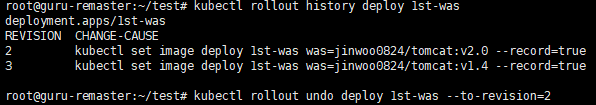 root@guru-remaster:~/test# kubectl rollout history deploy 1st-was
deployment.apps/1st-was
REVISION  CHANGE-CAUSE
2         kubectl set image deploy 1st-was was=jinwoo0824/tomcat:v2.0 --record=true
3         kubectl set image deploy 1st-was was=jinwoo0824/tomcat:v1.4 --record=true
root@guru-remaster:~/test# kubectl rollout undo deploy 1st-was --to-revision=2